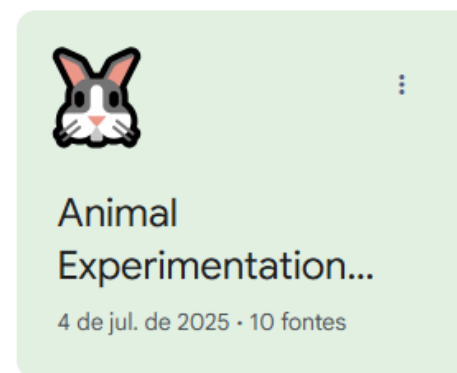 Animal
Experimentation...
4 de jul. de 2025 • 10 fontes